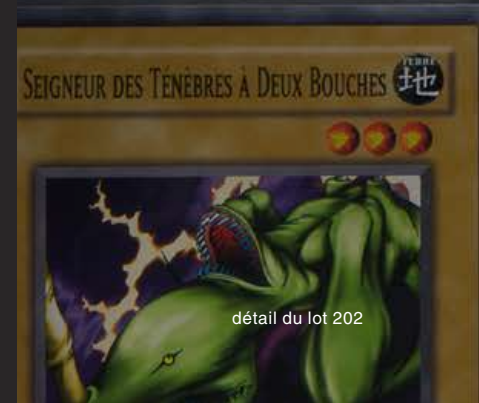 SEIGNEUR DES TÉNÈBRES À DEUX BOUCHES
TERRE
地
détail du lot 202